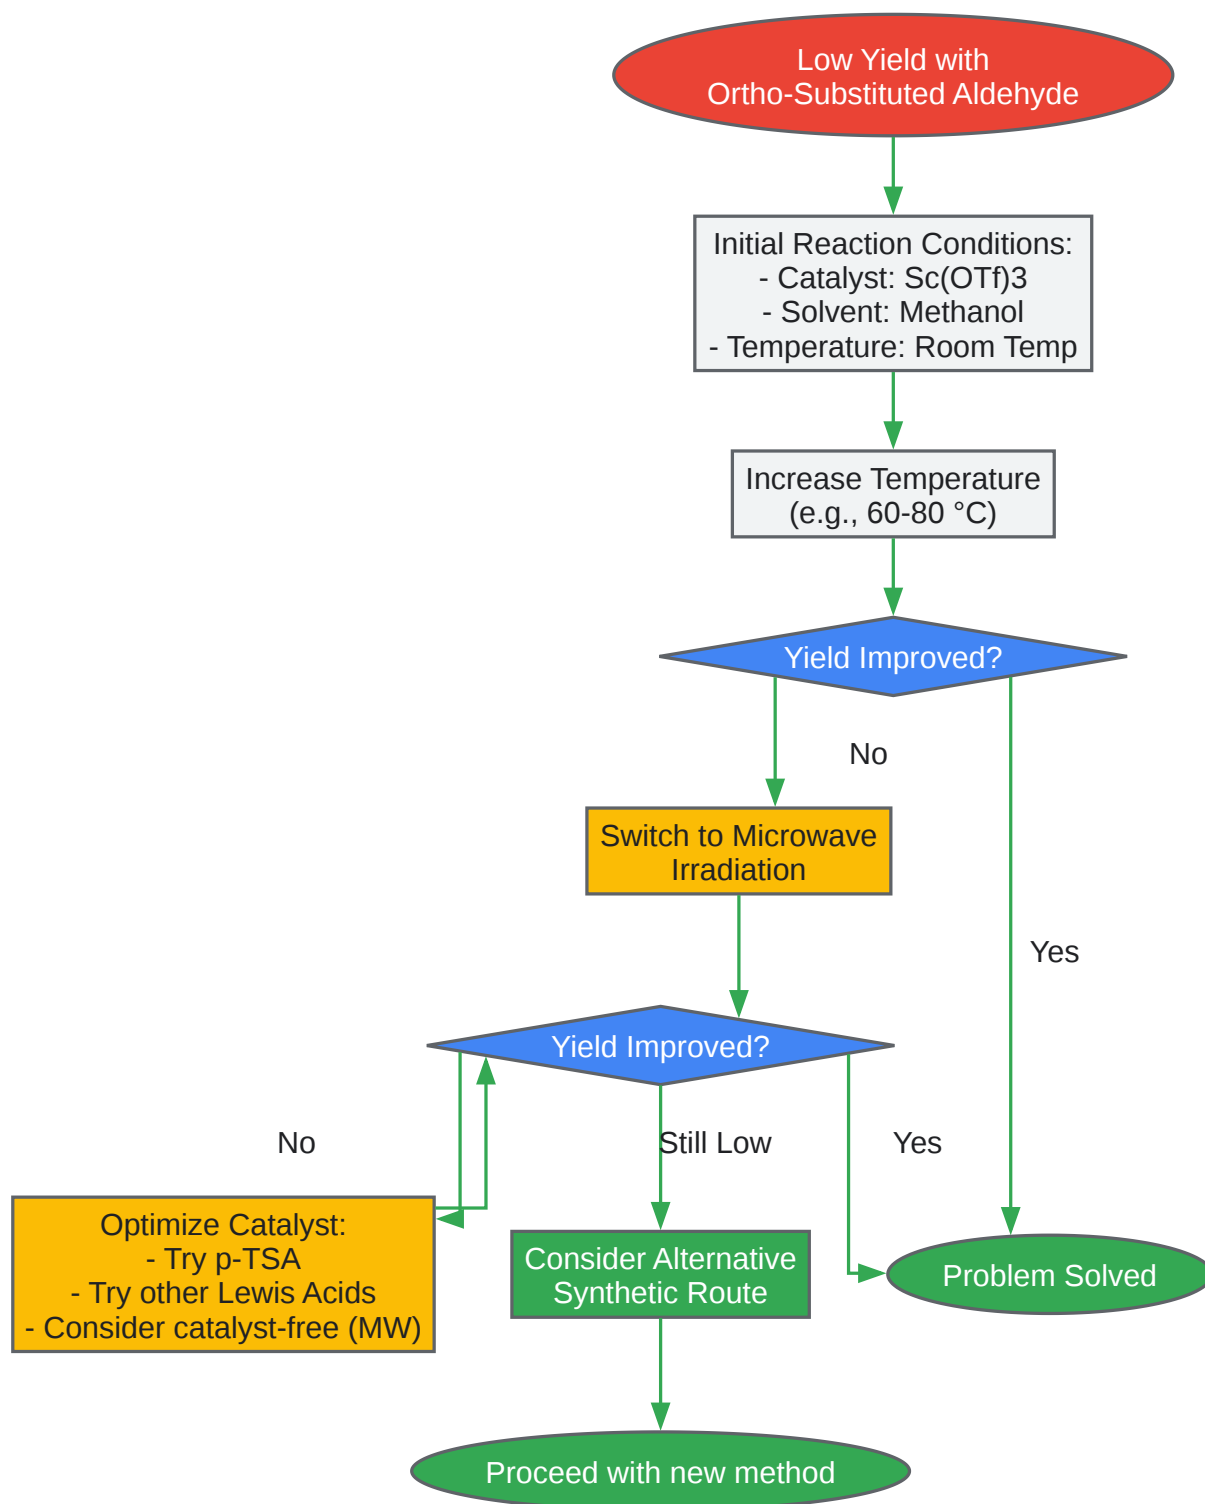 Low Yield with
Ortho-Substituted Aldehyde
Initial Reaction Conditions:
- Catalyst: Sc(OTf)3
- Solvent: Methanol
- Temperature: Room Temp
Increase Temperature
(e.g., 60-80 °C)
Yield Improved?
No
Switch to Microwave
Irradiation
Yes
Yield Improved?
No
Still Low
Yes
Optimize Catalyst:
- Try p-TSA
- Try other Lewis Acids
- Consider catalyst-free (MW)
Consider Alternative
Synthetic Route
Problem Solved
Proceed with new method